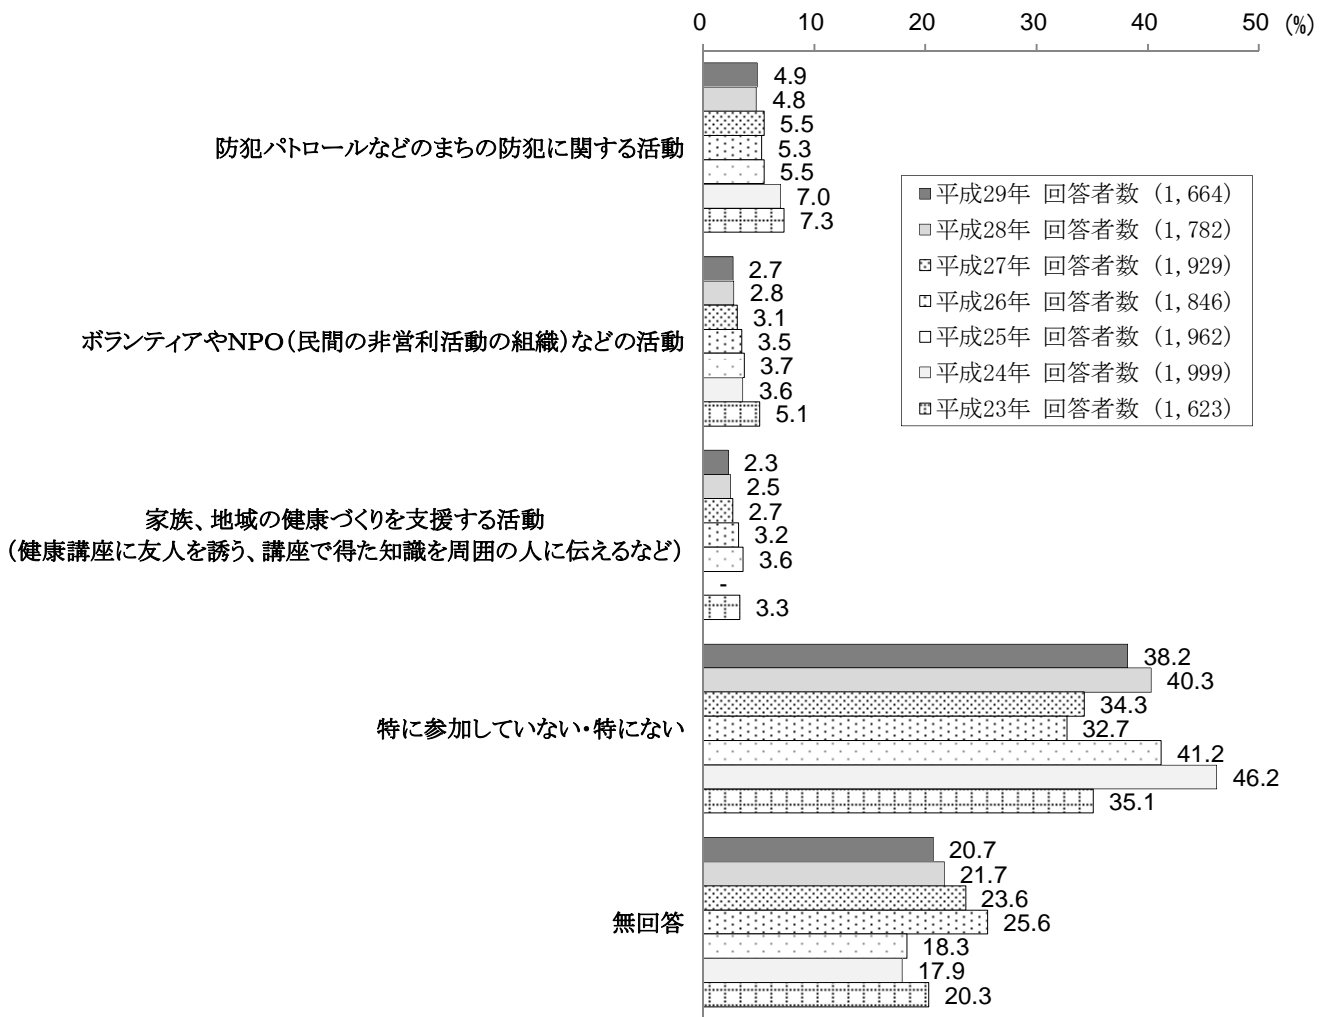 0 10 20 30 40 50 (%)
防犯パトロールなどのまちの防犯に関する活動
4.9
4.8
5.5
5.3
5.5
7.0
7.3
平成29年 回答者数 (1,664)
平成28年 回答者数 (1,782)
平成27年 回答者数 (1,929)
平成26年 回答者数 (1,846)
平成25年 回答者数 (1,962)
平成24年 回答者数 (1,999)
平成23年 回答者数 (1,623)
ボランティアやNPO(民間の非営利活動の組織)などの活動
2.7
2.8
3.1
3.5
3.7
3.6
5.1
家族、地域の健康づくりを支援する活動
(健康講座に友人を誘う、講座で得た知識を周囲の人に伝えるなど)
2.3
2.5
2.7
3.2
3.6
-
3.3
特に参加していない・特にない
38.2
40.3
34.3
32.7
41.2
46.2
35.1
無回答
20.7
21.7
23.6
25.6
18.3
17.9
20.3